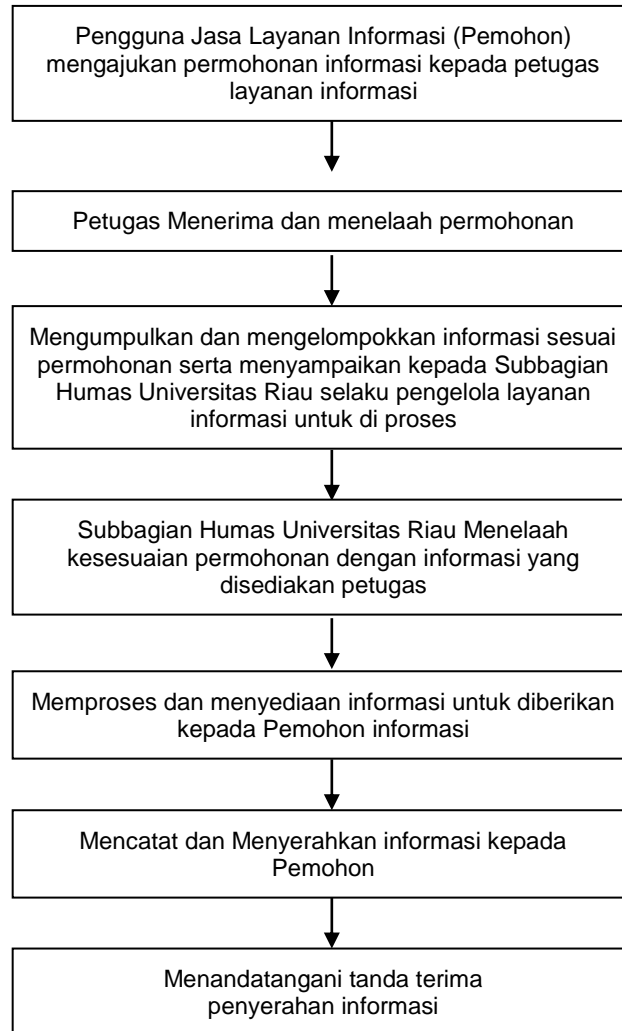 Pengguna Jasa Layanan Informasi (Pemohon)
mengajukan permohonan informasi kepada petugas
layanan informasi
Petugas Menerima dan menelaah permohonan
Mengumpulkan dan mengelompokkan informasi sesuai
permohonan serta menyampaikan kepada Subbagian
Humas Universitas Riau selaku pengelola layanan
informasi untuk di proses
Subbagian Humas Universitas Riau Menelaah
kesesuaian permohonan dengan informasi yang
disediakan petugas
Memproses dan menyediaan informasi untuk diberikan
kepada Pemohon informasi
Mencatat dan Menyerahkan informasi kepada
Pemohon
Menandatangani tanda terima
penyerahan informasi